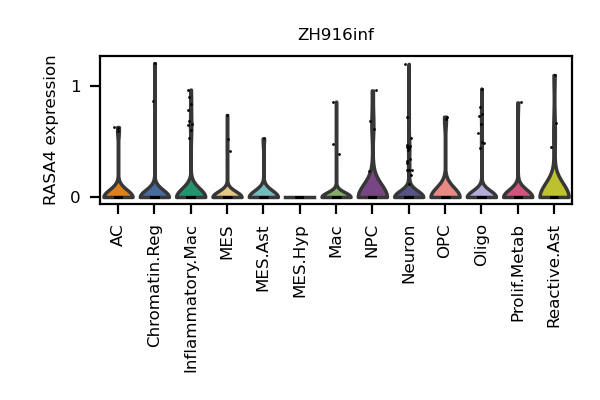 ZH916inf
RASA4 expression
1
0
AC
Chromatin.Reg
Inflammatory.Mac
MES
MES.Ast
MES.Hyp
Mac
NPC
Neuron
OPC
Oligo
Prolif.Metab
Reactive.Ast